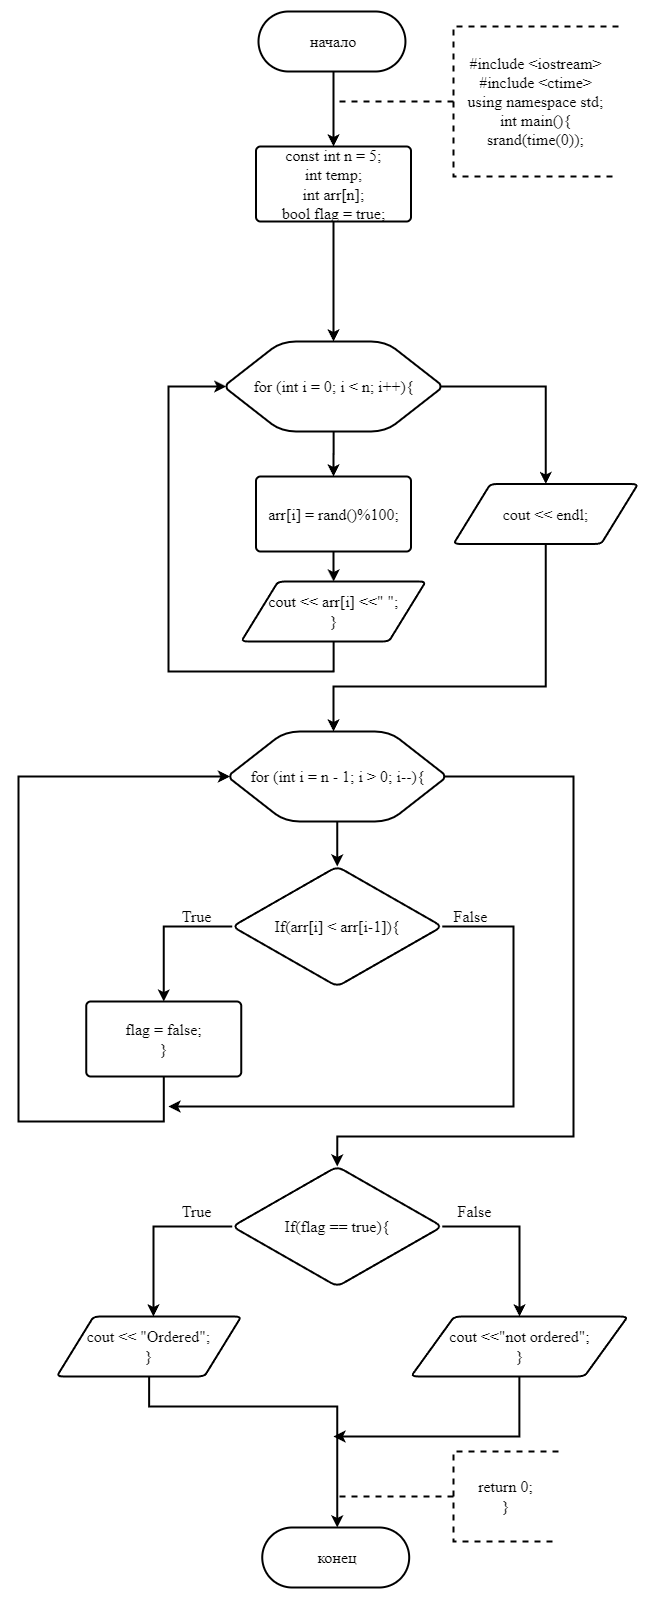 начало
#include <iostream>
#include <ctime>
using namespace std;
int main(){
srand(time(0));
const int n = 5;
int temp;
int arr[n];
bool flag = true;
for (int i = 0; i < n; i++){
arr[i] = rand()%100;
cout << endl;
cout << arr[i] <<" ";
}
for (int i = n - 1; i > 0; i--){
True
If(arr[i] < arr[i-1]){
False
flag = false;
}
True
If(flag == true){
False
cout << "Ordered";
}
cout <<"not ordered";
}
return 0;
}
конец